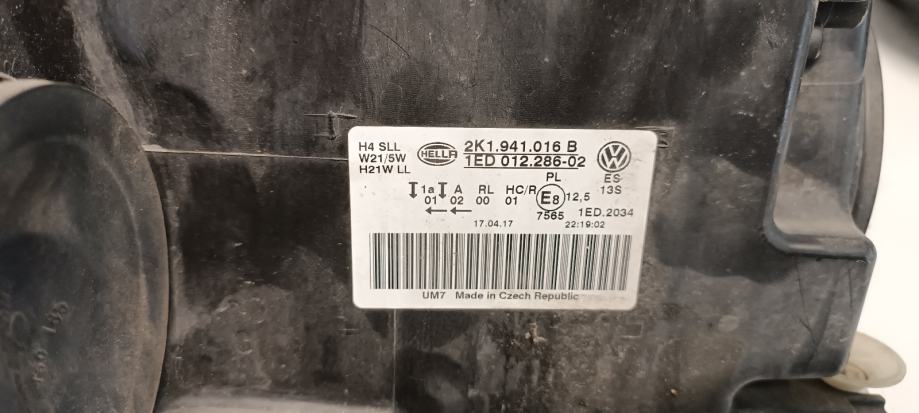 H4 SLL
W21/5W
H21W LL
HELLA
2K1.941.016 B
1ED 012.286-02
VW
PL
ES
13S
1a A RL HC/R E8 12,5
01 02 00 01
7565 1ED.2034
17.04.17 22:19:02
UM7 Made in Czech Republic